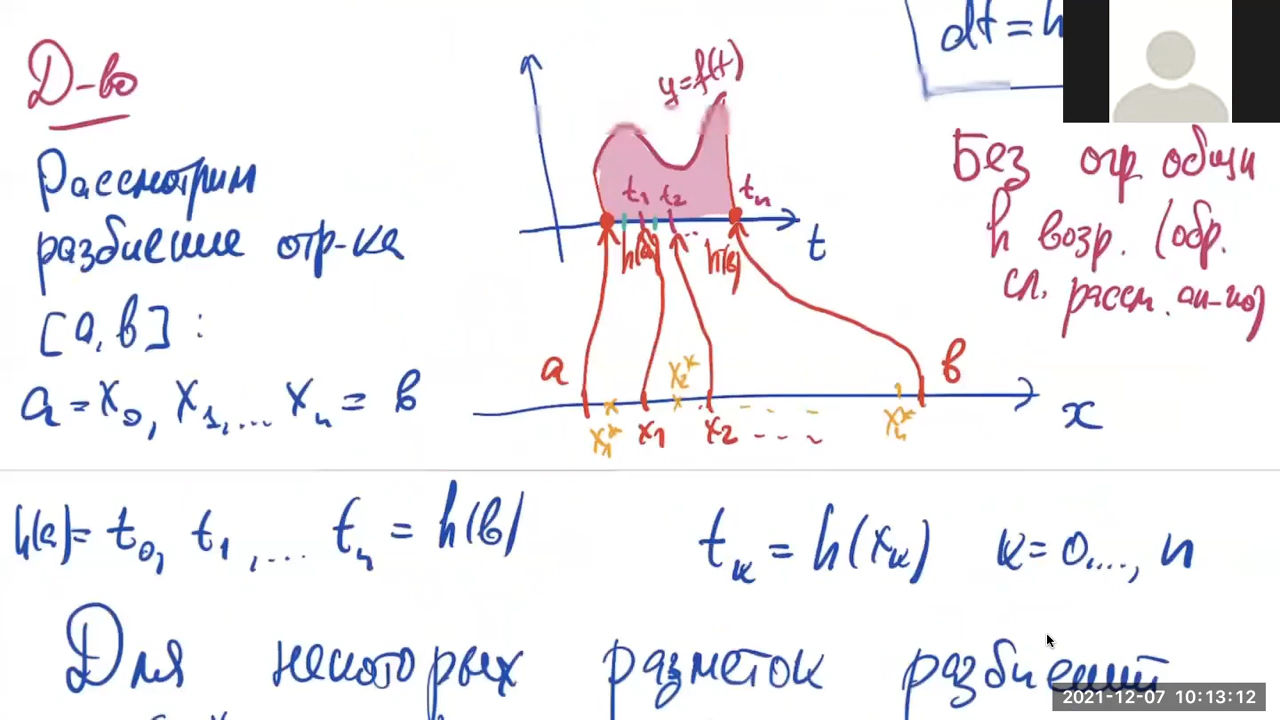 Д-во
Рассмотрим
разбиение отр-ка
[a, b] :
a = x₀, x₁, ... xₙ = b
y = f(t)
t₁ t₂ ... tₙ
h(a) h(b)
t
a b
x₂*
x₁* x₁ x₂ xₙ*
x
dt = h
Без огр общн
h возр. (обр.
сл. рассм. ан-но)
h(a) = t₀, t₁, ... tₙ = h(b)
tₖ = h(xₖ) k = 0, ..., n
Для некоторых разметок разбиений
2021-12-07 10:13:12